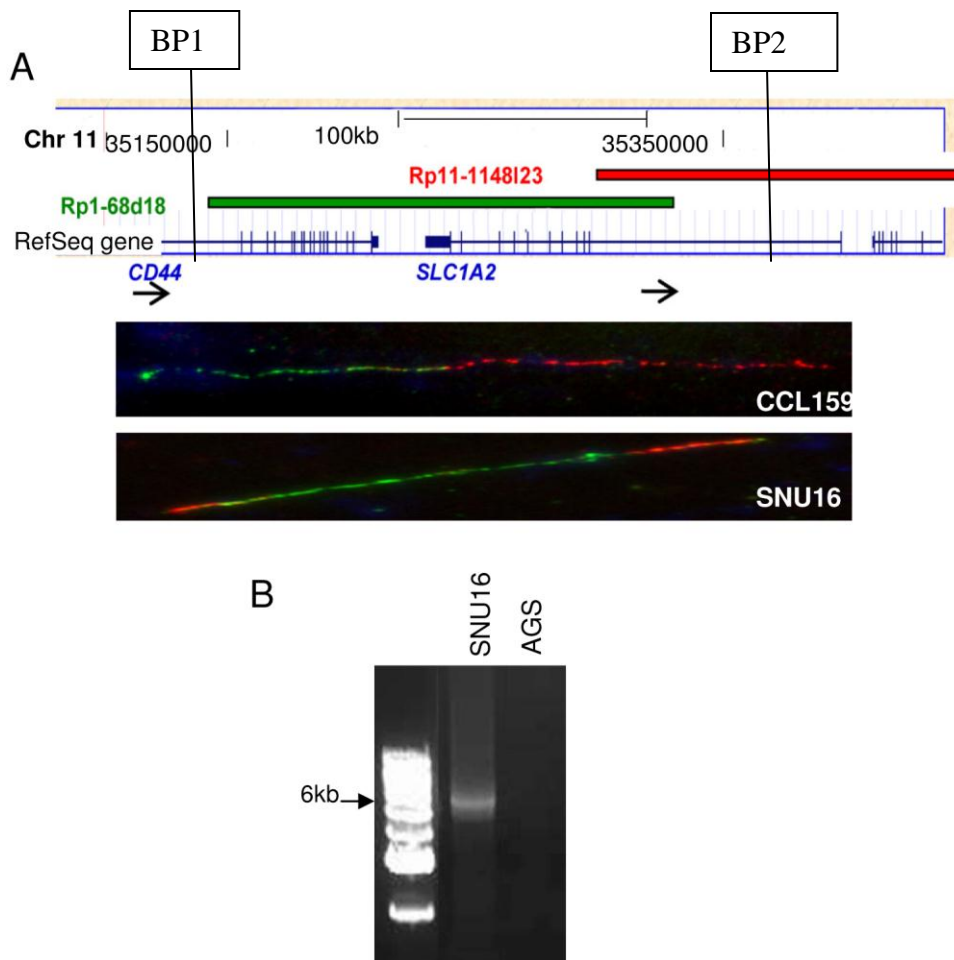 BP1
BP2
A
Chr 11
35150000
100kb
35350000
Rp11-1148I23
Rp1-68d18
RefSeq gene
CD44
SLC1A2
CCL159
SNU16
B
SNU16
AGS
6kb